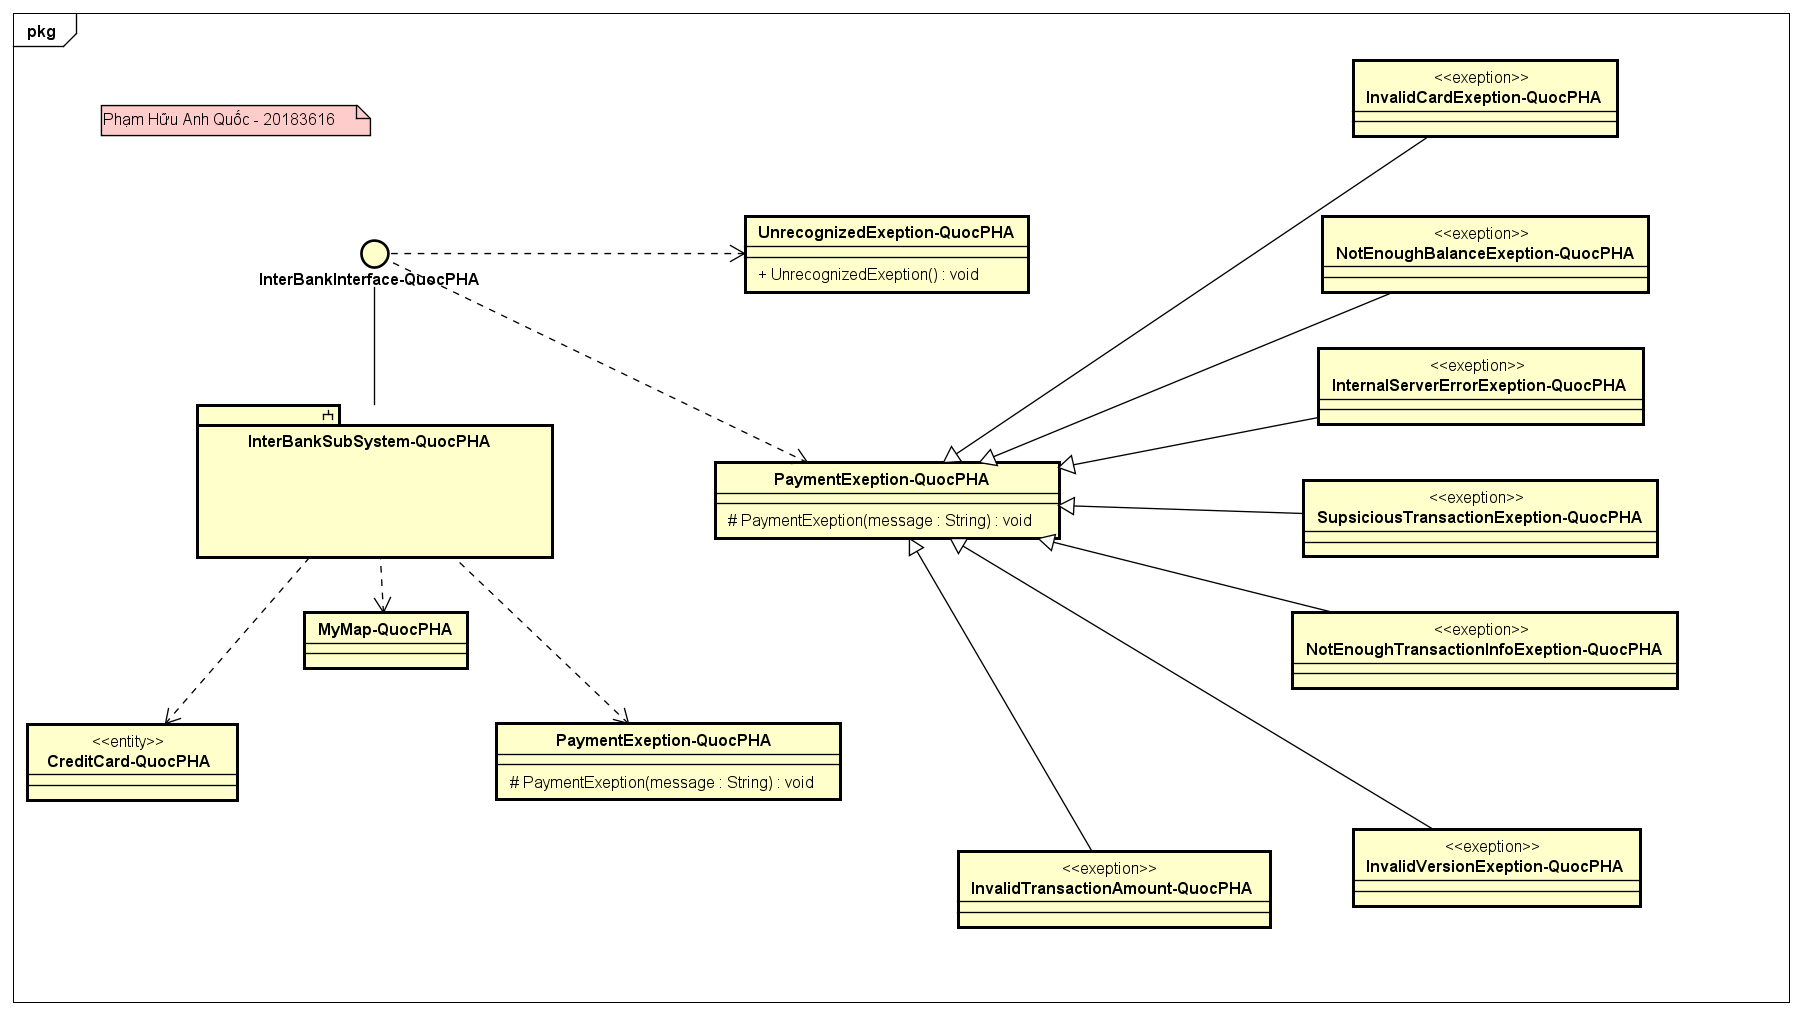 pkg
Phạm Hữu Anh Quốc - 20183616
<<exeption>>
InvalidCardExeption-QuocPHA
UnrecognizedExeption-QuocPHA
+ UnrecognizedExeption() : void
<<exeption>>
NotEnoughBalanceExeption-QuocPHA
InterBankInterface-QuocPHA
<<exeption>>
InternalServerErrorExeption-QuocPHA
InterBankSubSystem-QuocPHA
PaymentExeption-QuocPHA
# PaymentExeption(message : String) : void
<<exeption>>
SupsiciousTransactionExeption-QuocPHA
MyMap-QuocPHA
<<exeption>>
NotEnoughTransactionInfoExeption-QuocPHA
<<entity>>
CreditCard-QuocPHA
PaymentExeption-QuocPHA
# PaymentExeption(message : String) : void
<<exeption>>
InvalidTransactionAmount-QuocPHA
<<exeption>>
InvalidVersionExeption-QuocPHA